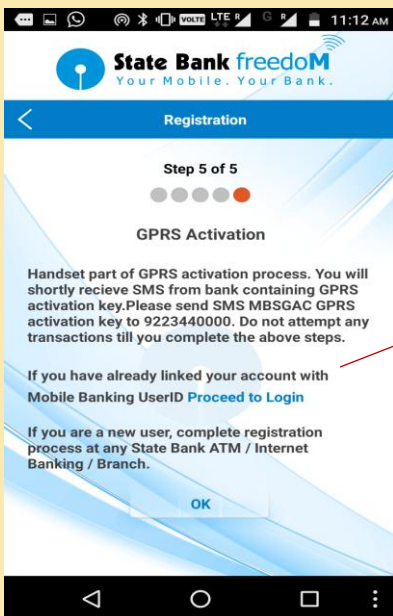 VOLTE LTE R G R 11:12 AM
State Bank freedoM
Your Mobile. Your Bank.
Registration
Step 5 of 5
GPRS Activation
Handset part of GPRS activation process. You will
shortly recieve SMS from bank containing GPRS
activation key.Please send SMS MBSGAC GPRS
activation key to 9223440000. Do not attempt any
transactions till you complete the above steps.
If you have already linked your account with
Mobile Banking UserID Proceed to Login
If you are a new user, complete registration
process at any State Bank ATM / Internet
Banking / Branch.
OK